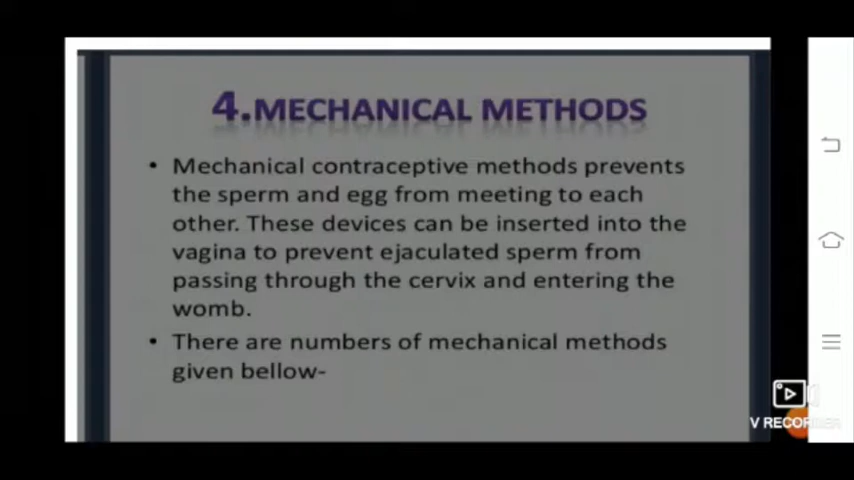 4.MECHANICAL METHODS
• Mechanical contraceptive methods prevents
the sperm and egg from meeting to each
other. These devices can be inserted into the
vagina to prevent ejaculated sperm from
passing through the cervix and entering the
womb.
• There are numbers of mechanical methods
given bellow-
V RECORDER